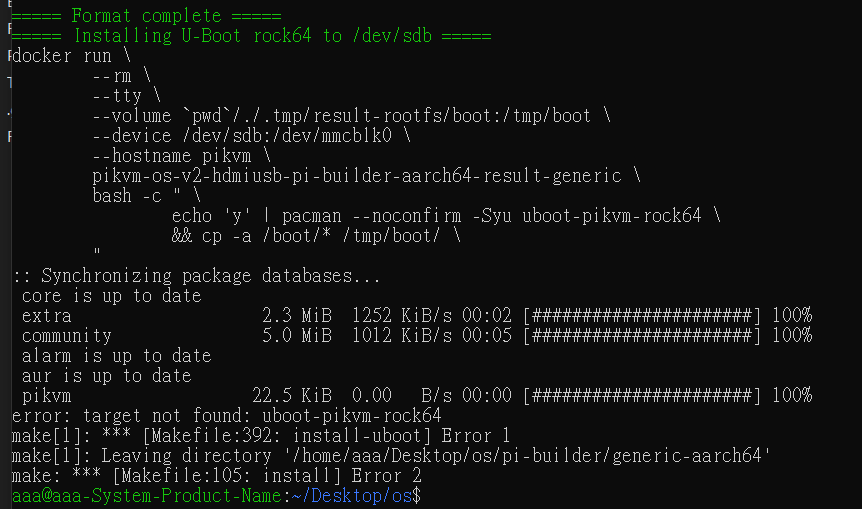 ===== Format complete =====
===== Installing U-Boot rock64 to /dev/sdb =====
docker run \
--rm \
--tty \
--volume `pwd`/./.tmp/result-rootfs/boot:/tmp/boot \
--device /dev/sdb:/dev/mmcblk0 \
--hostname pikvm \
pikvm-os-v2-hdmiusb-pi-builder-aarch64-result-generic \
bash -c " \
echo 'y' | pacman --noconfirm -Syu uboot-pikvm-rock64 \
&& cp -a /boot/* /tmp/boot/ \
"
:: Synchronizing package databases...
core is up to date
extra 2.3 MiB 1252 KiB/s 00:02 [######################] 100%
community 5.0 MiB 1012 KiB/s 00:05 [######################] 100%
alarm is up to date
aur is up to date
pikvm 22.5 KiB 0.00 B/s 00:00 [######################] 100%
error: target not found: uboot-pikvm-rock64
make[1]: *** [Makefile:392: install-uboot] Error 1
make[1]: Leaving directory '/home/aaa/Desktop/os/pi-builder/generic-aarch64'
make: *** [Makefile:105: install] Error 2
aaa@aaa-System-Product-Name:~/Desktop/os$